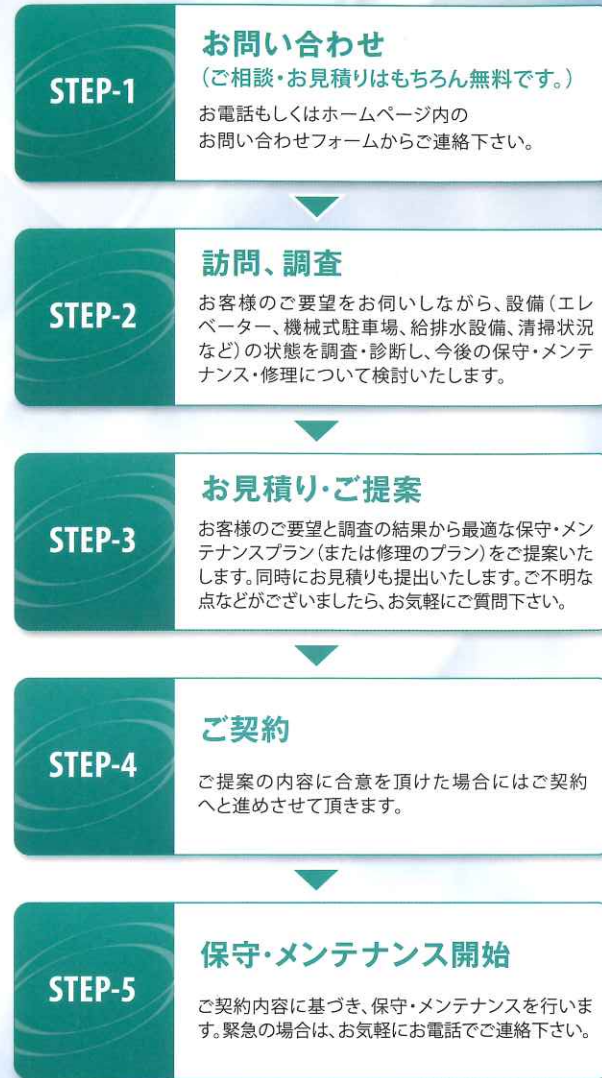 STEP-1
お問い合わせ
(ご相談・お見積りはもちろん無料です。)
お電話もしくはホームページ内の
お問い合わせフォームからご連絡下さい。
STEP-2
訪問、調査
お客様のご要望をお伺いしながら、設備(エレ
ベーター、機械式駐車場、給排水設備、清掃状況
など)の状態を調査・診断し、今後の保守・メンテ
ナンス・修理について検討いたします。
STEP-3
お見積り・ご提案
お客様のご要望と調査の結果から最適な保守・メン
テナンスプラン(または修理のプラン)をご提案いた
します。同時にお見積りも提出いたします。ご不明な
点などがございましたら、お気軽にご質問下さい。
STEP-4
ご契約
ご提案の内容に合意を頂けた場合にはご契約
へと進めさせて頂きます。
STEP-5
保守・メンテナンス開始
ご契約内容に基づき、保守・メンテナンスを行いま
す。緊急の場合は、お気軽にお電話でご連絡下さい。